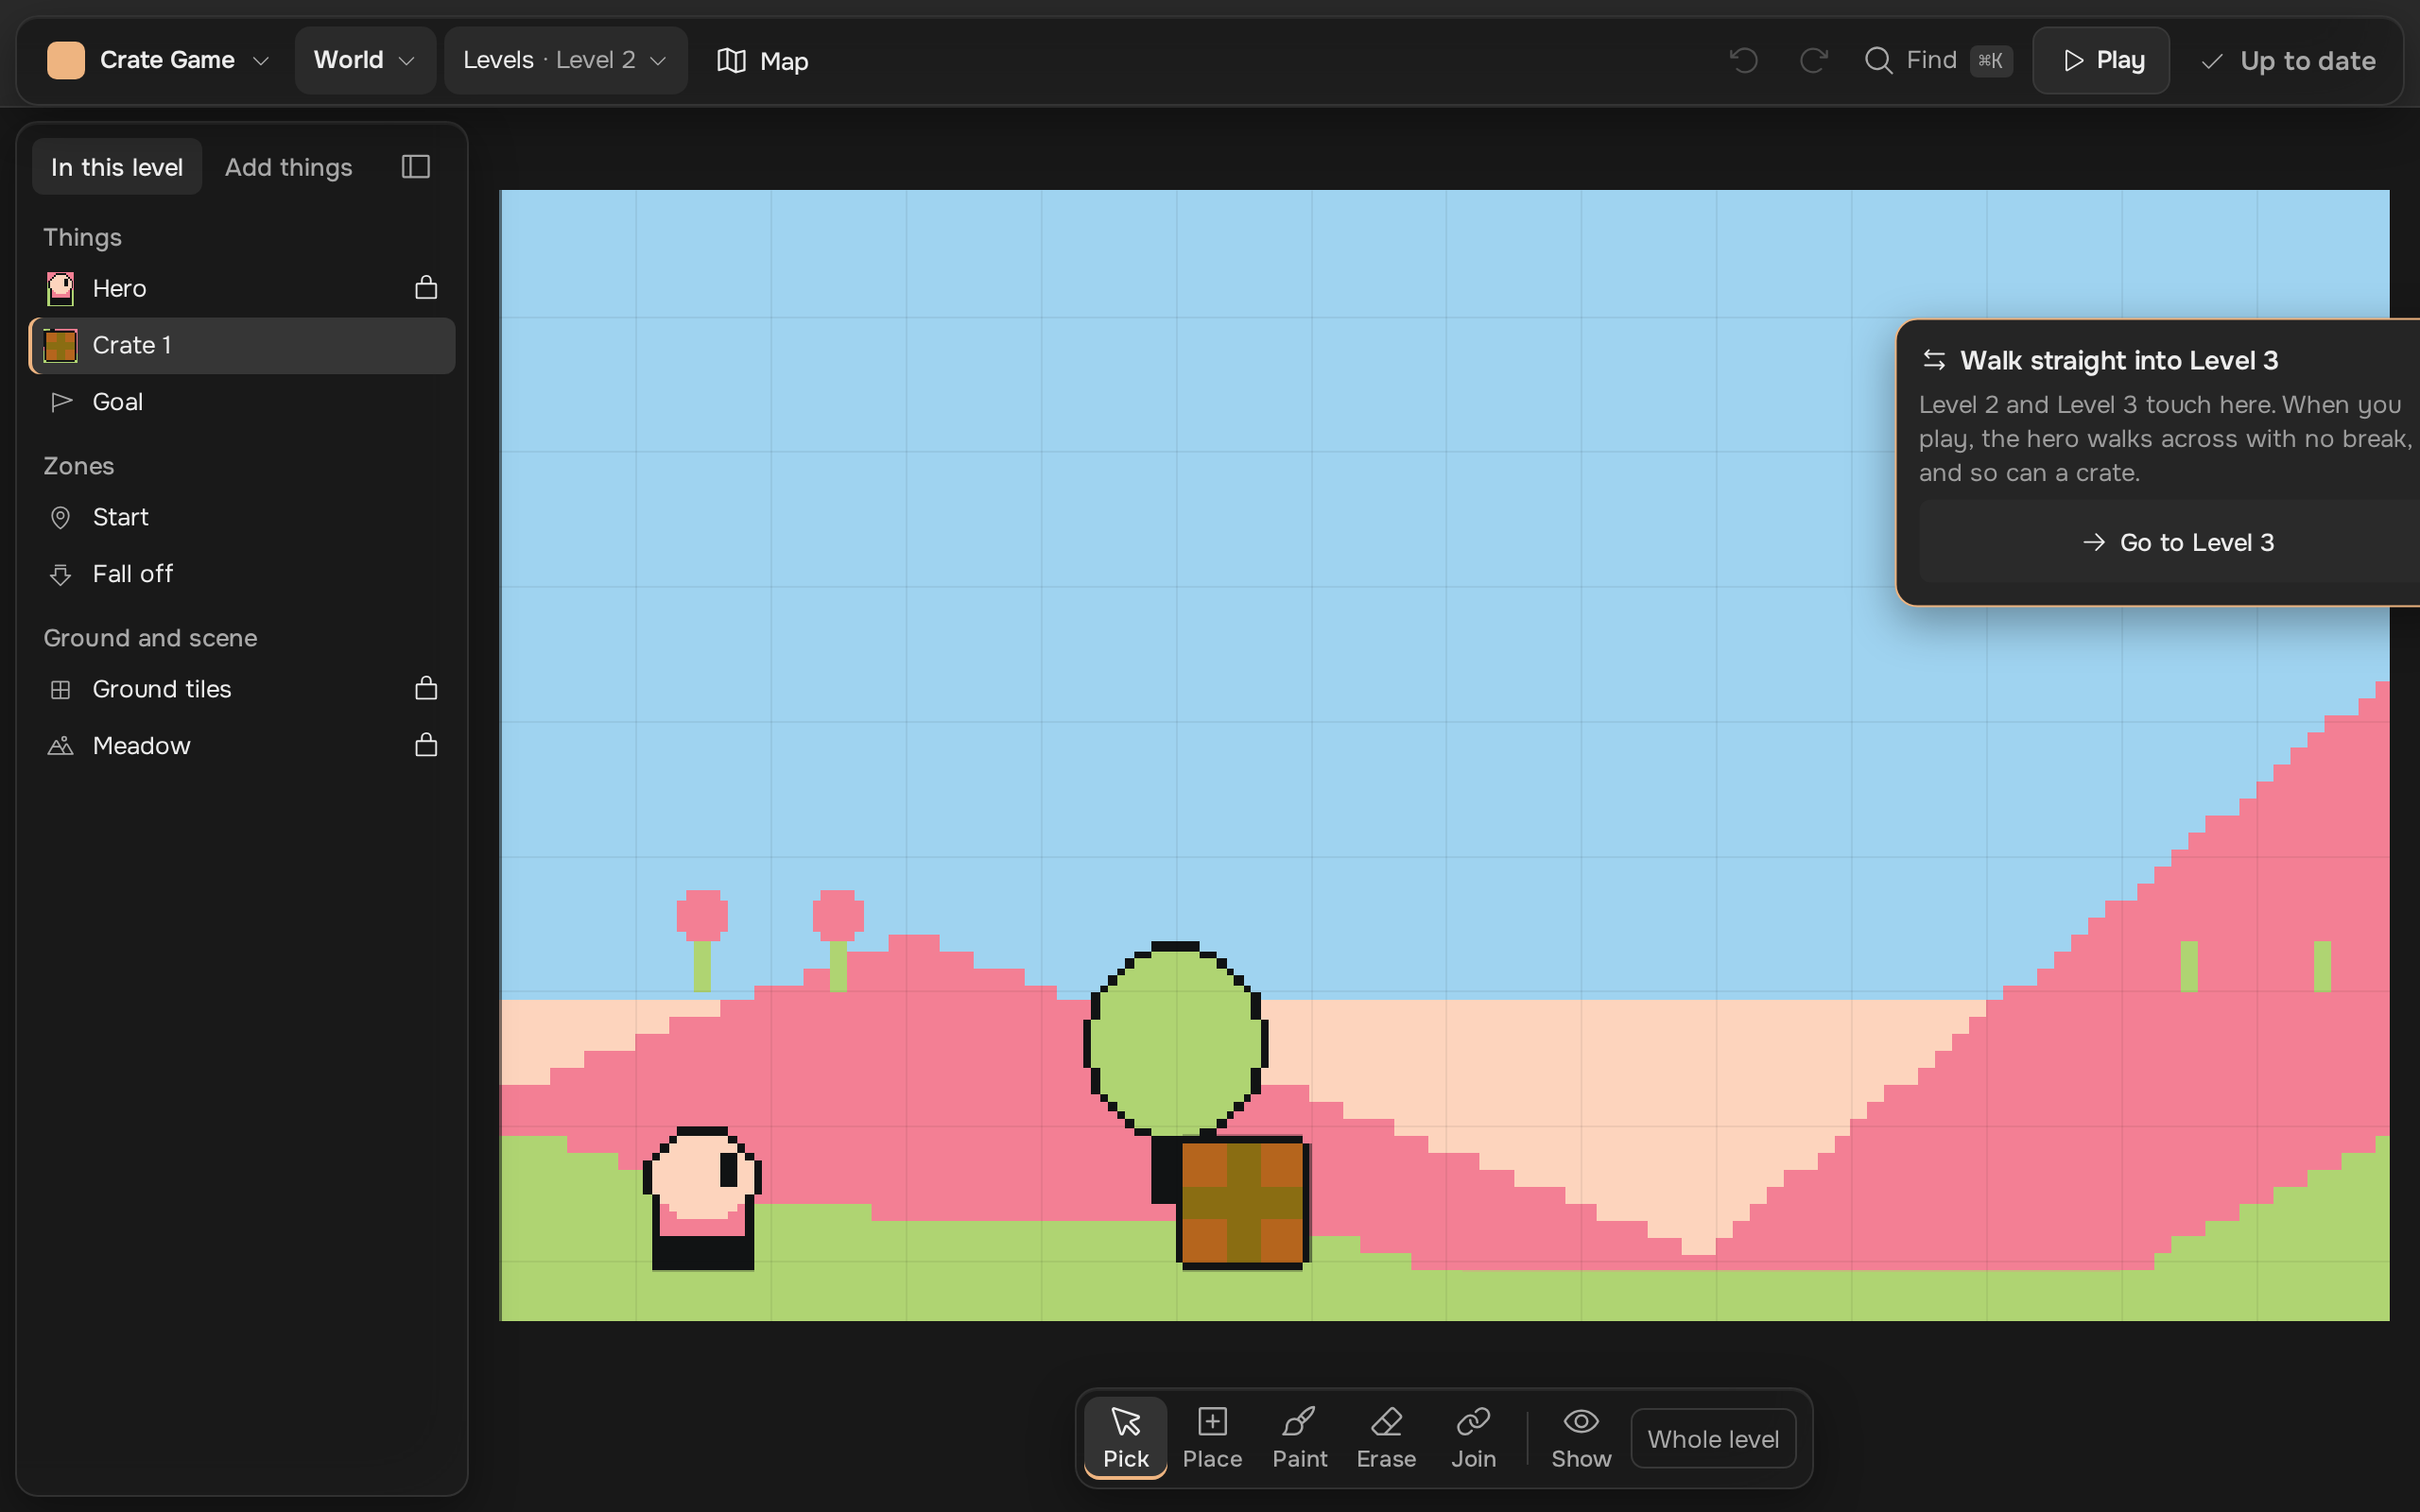 Crate Game
World
Levels · Level 2
Map
Find ⌘K
Play
Up to date
In this level
Add things
Things
Hero
Crate 1
Goal
Zones
Start
Fall off
Ground and scene
Ground tiles
Meadow
Walk straight into Level 3
Level 2 and Level 3 touch here. When you
play, the hero walks across with no break,
and so can a crate.
Go to Level 3
Pick
Place
Paint
Erase
Join
Show
Whole level